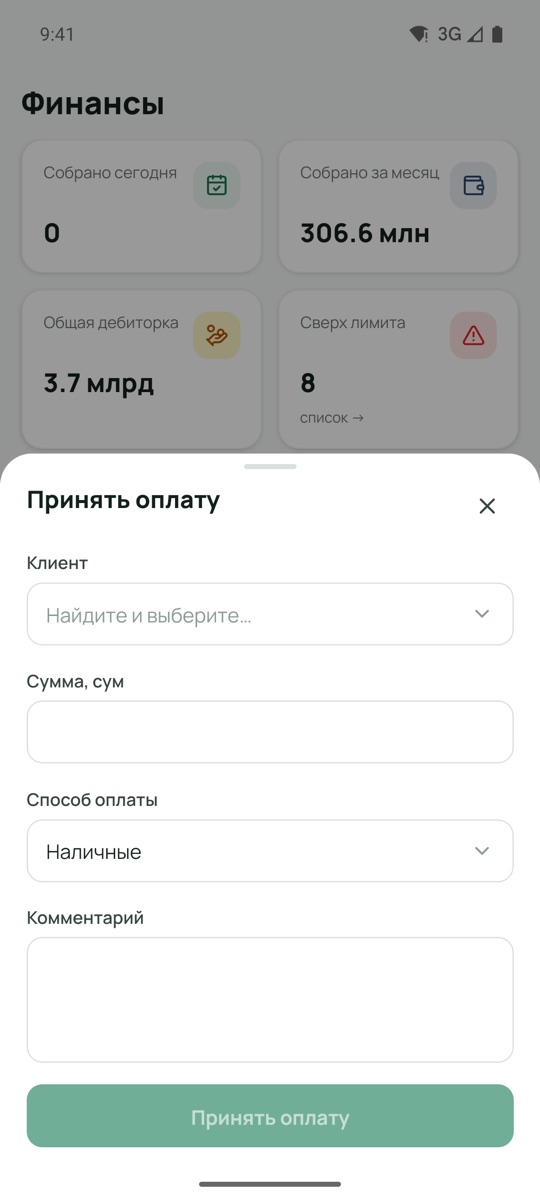 9:41
3G
Финансы
Собрано сегодня
0
Собрано за месяц
306.6 млн
Общая дебиторка
3.7 млрд
Сверх лимита
8
список →
Принять оплату
Клиент
Найдите и выберите…
Сумма, сум
Способ оплаты
Наличные
Комментарий
Принять оплату